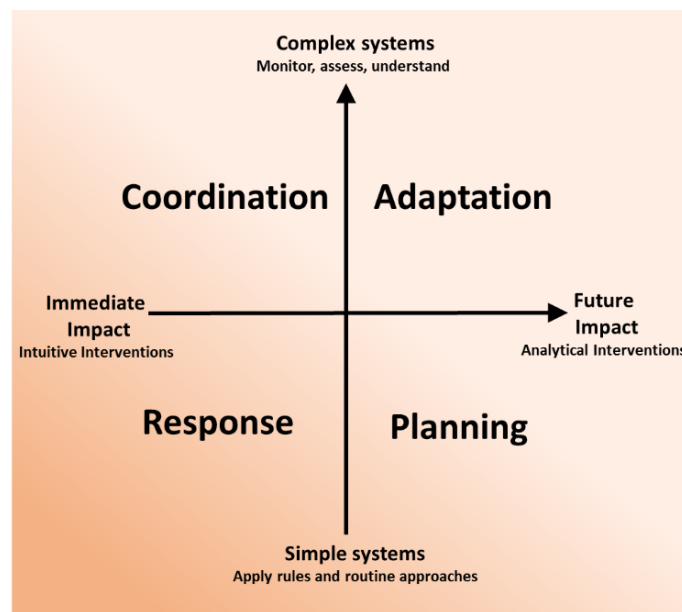 Complex systems
Monitor, assess, understand
Coordination
Adaptation
Immediate
Impact
Intuitive Interventions
Future
Impact
Analytical Interventions
Response
Planning
Simple systems
Apply rules and routine approaches